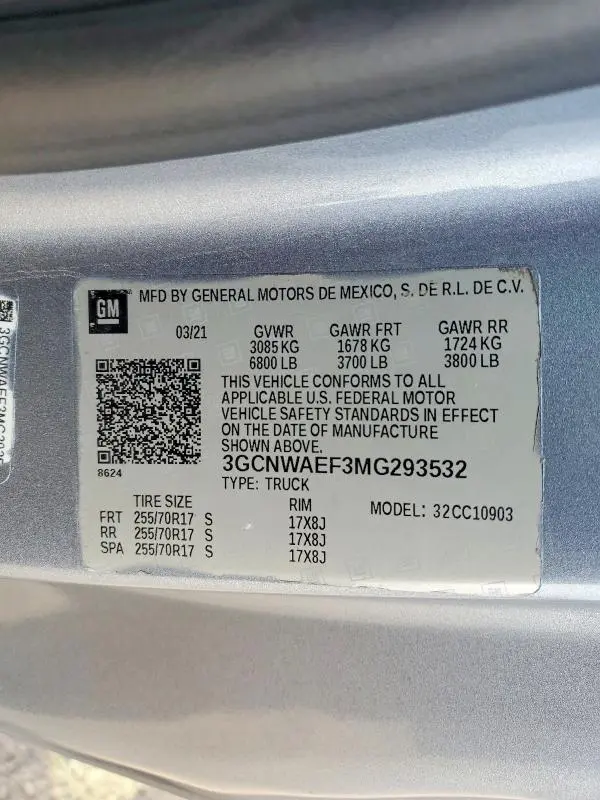 GM
MFD BY GENERAL MOTORS DE MEXICO, S. DE R.L. DE C.V.
03/21 GVWR GAWR FRT GAWR RR
3085 KG 1678 KG 1724 KG
6800 LB 3700 LB 3800 LB
THIS VEHICLE CONFORMS TO ALL
APPLICABLE U.S. FEDERAL MOTOR
VEHICLE SAFETY STANDARDS IN EFFECT
ON THE DATE OF MANUFACTURE
SHOWN ABOVE.
3GCNWAEF3MG293532
8624
TYPE: TRUCK
TIRE SIZE RIM MODEL: 32CC10903
FRT 255/70R17 S 17X8J
RR 255/70R17 S 17X8J
SPA 255/70R17 S 17X8J